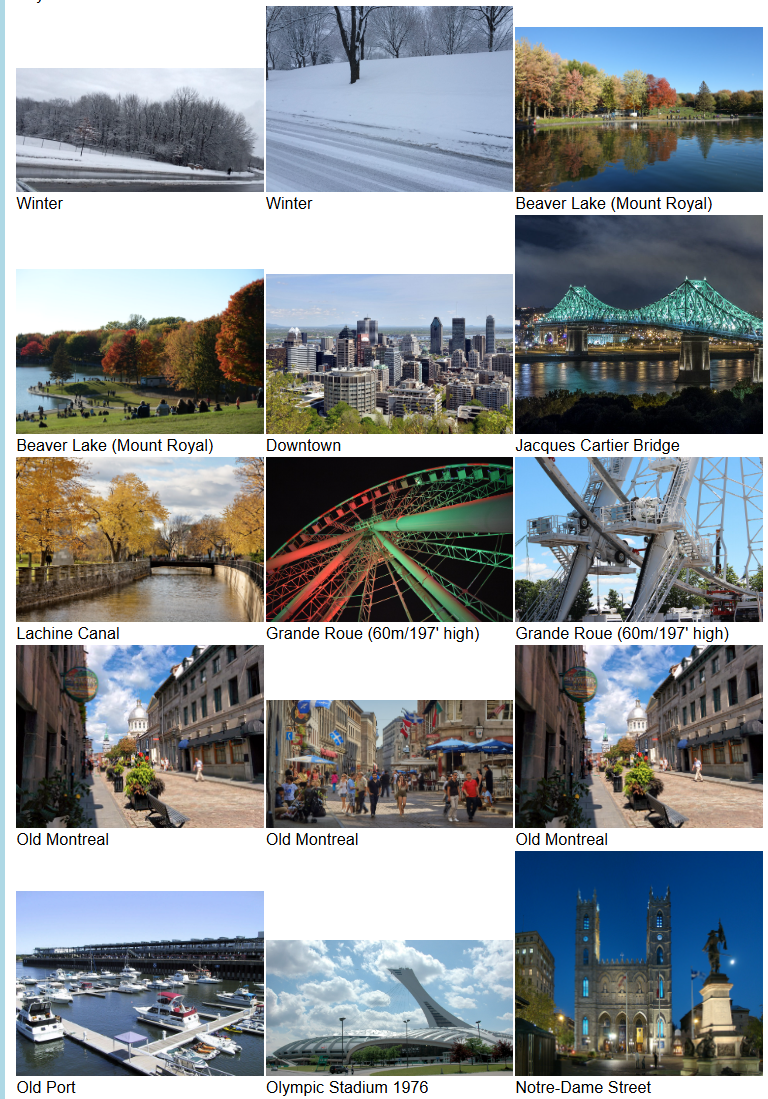 Winter
Winter
Beaver Lake (Mount Royal)
Beaver Lake (Mount Royal)
Downtown
Jacques Cartier Bridge
Lachine Canal
Grande Roue (60m/197' high)
Grande Roue (60m/197' high)
Old Montreal
Old Montreal
Old Montreal
Old Port
Olympic Stadium 1976
Notre-Dame Street